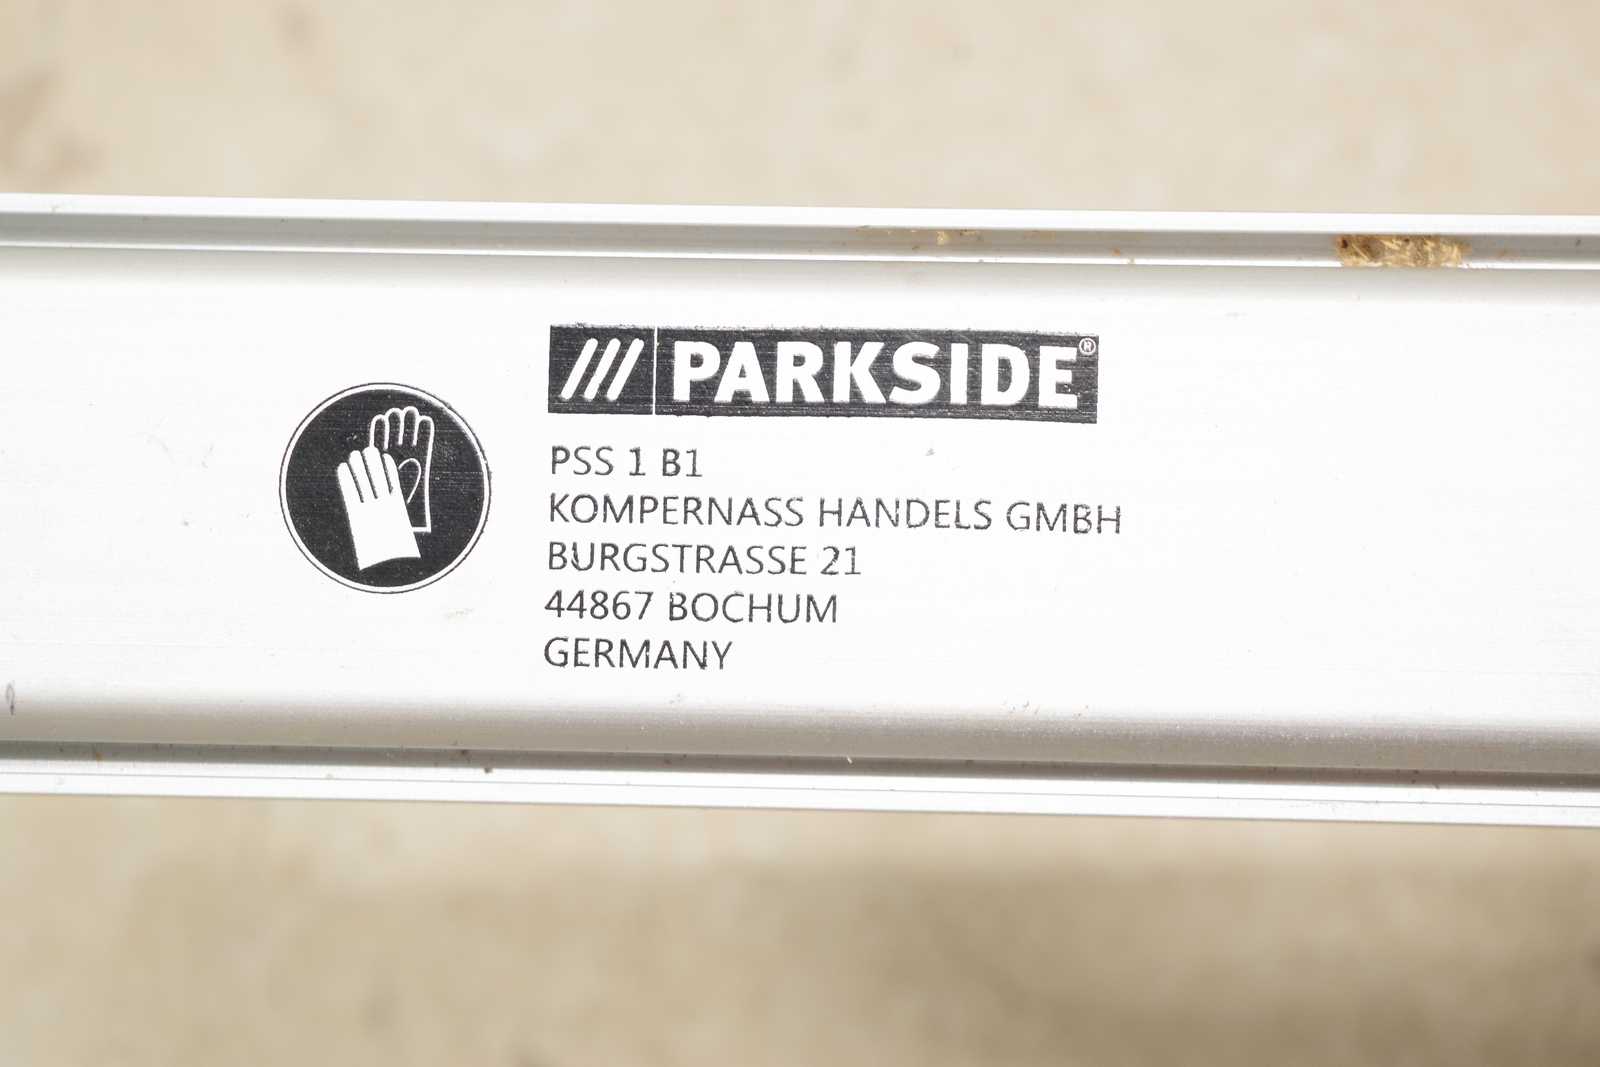 /// PARKSIDE®
PSS 1 B1
KOMPERNASS HANDELS GMBH
BURGSTRASSE 21
44867 BOCHUM
GERMANY